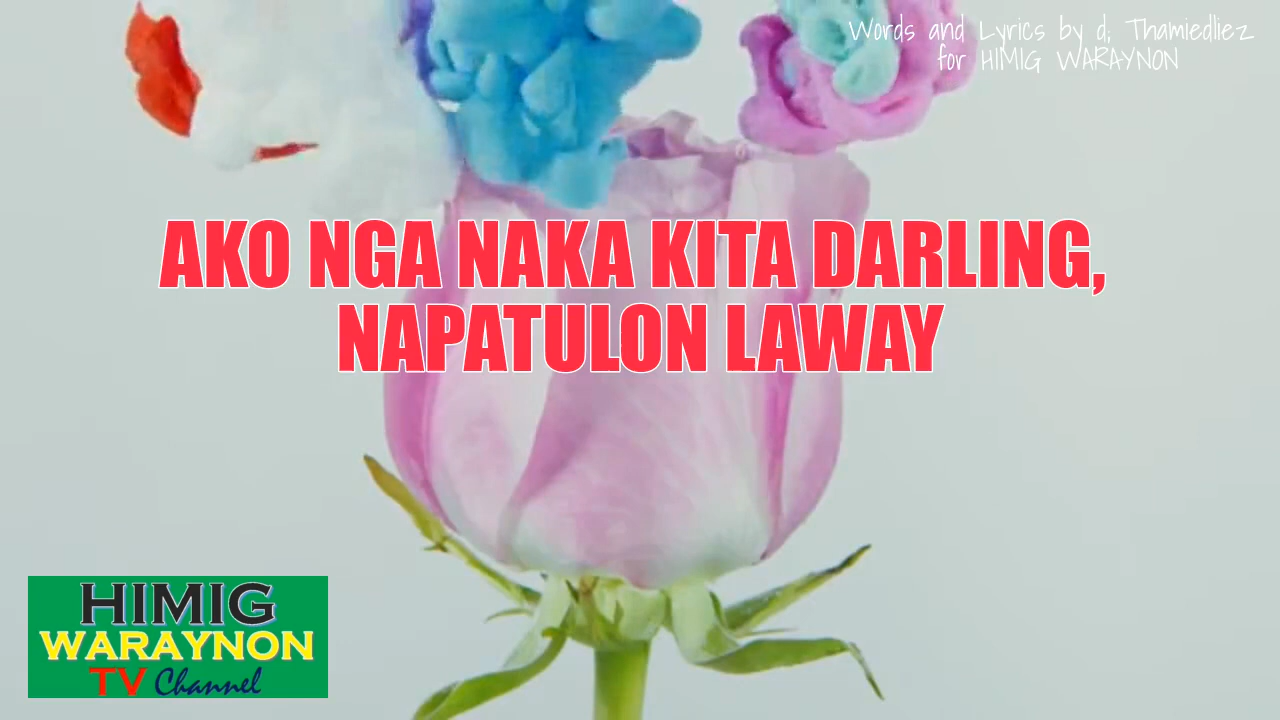 Words and Lyrics by d; Thamiedliez
for HIMIG WARAYNON
AKO NGA NAKA KITA DARLING,
NAPATULON LAWAY
HIMIG
WARAYNON
TV Channel